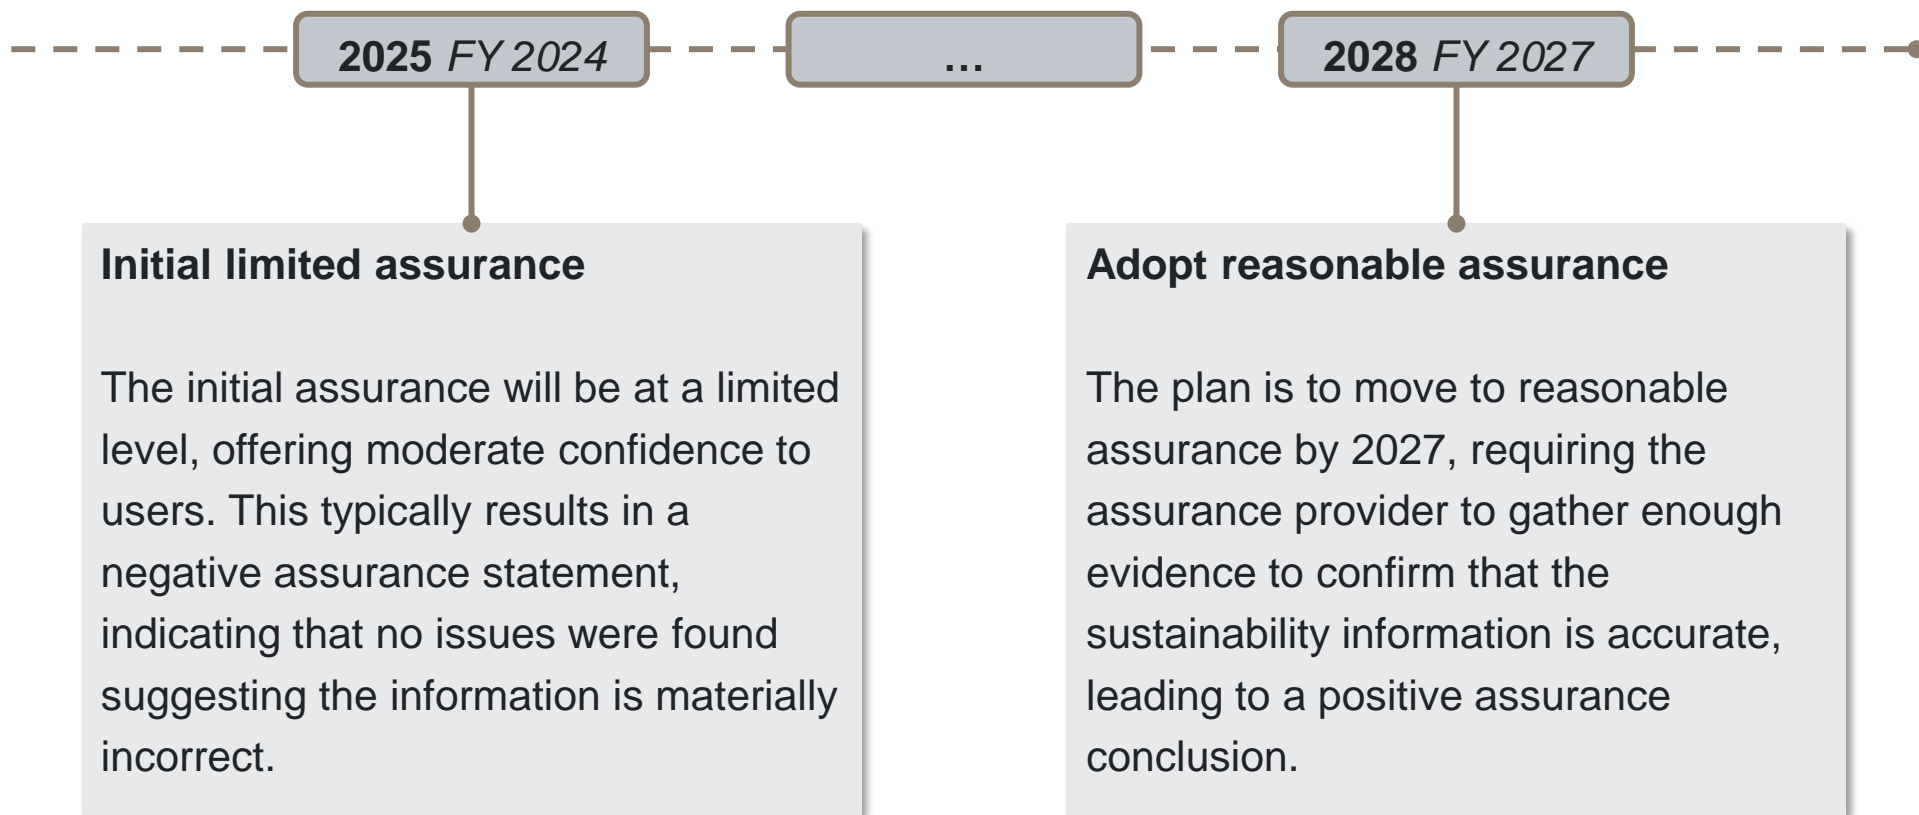 2025 FY 2024
...
2028 FY 2027
Initial limited assurance
The initial assurance will be at a limited
level, offering moderate confidence to
users. This typically results in a
negative assurance statement,
indicating that no issues were found
suggesting the information is materially
incorrect.
Adopt reasonable assurance
The plan is to move to reasonable
assurance by 2027, requiring the
assurance provider to gather enough
evidence to confirm that the
sustainability information is accurate,
leading to a positive assurance
conclusion.